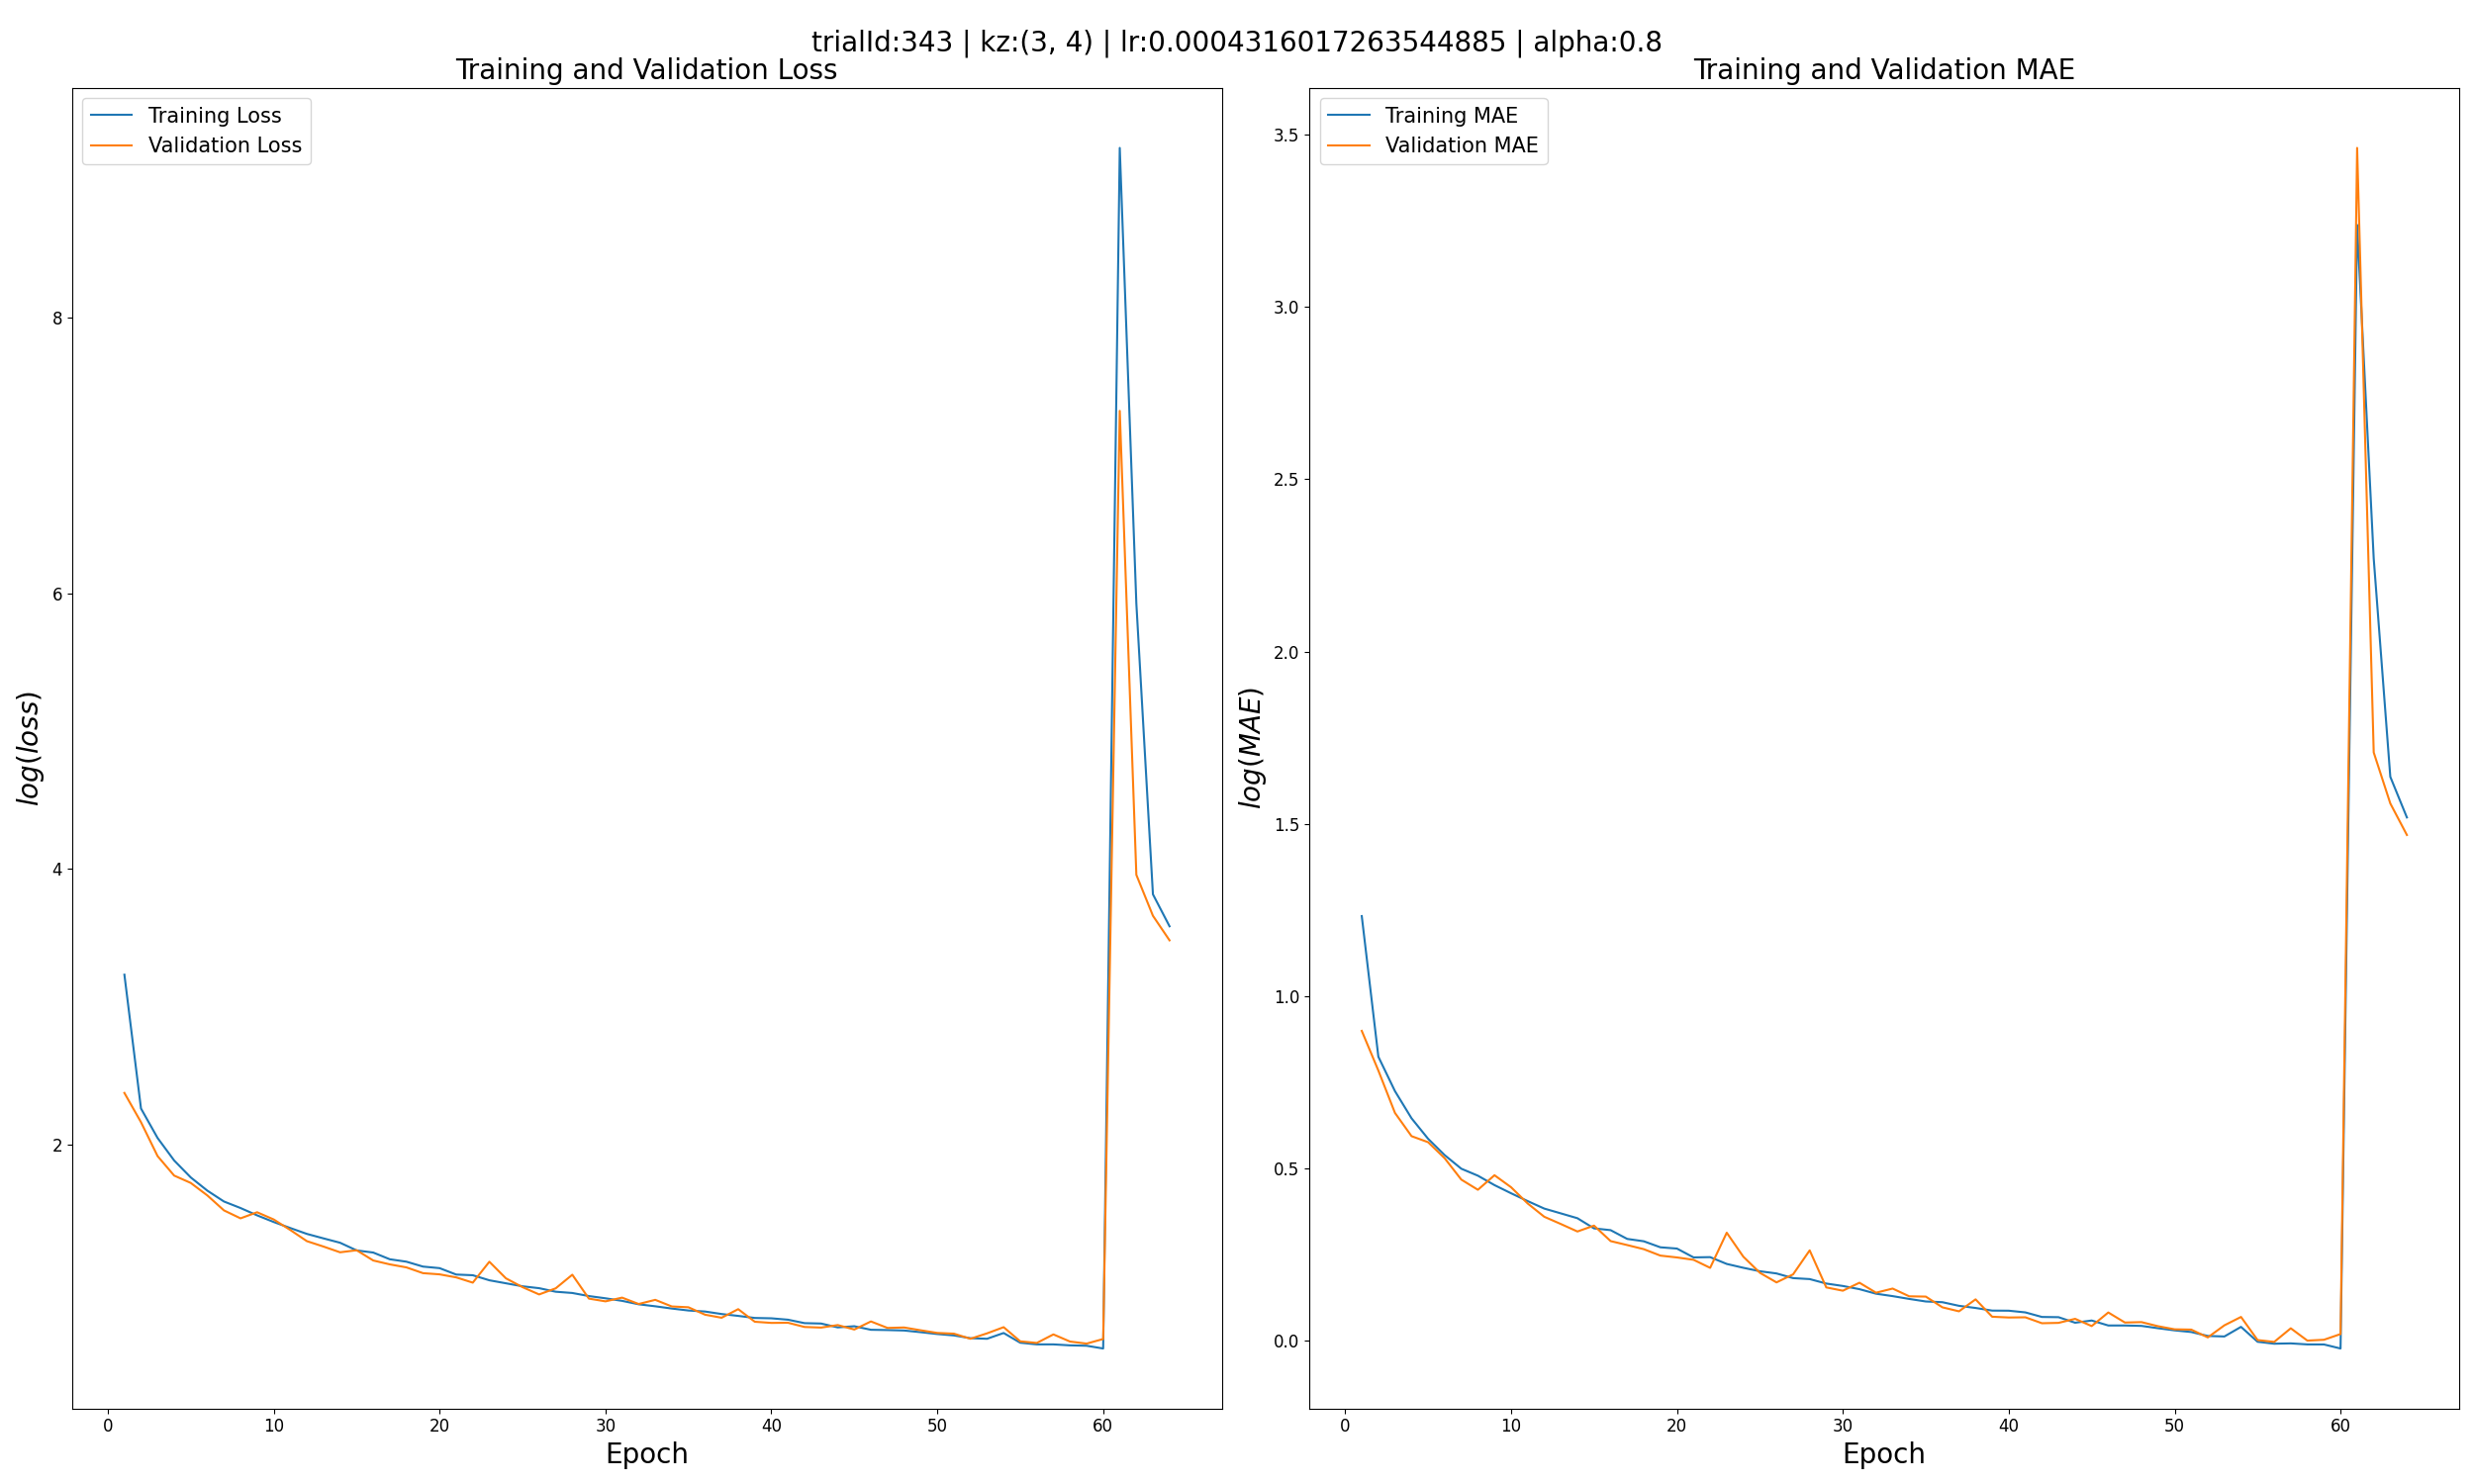 trialId:343 | kz:(3, 4) | lr:0.0004316017263544885 | alpha:0.8
Training and Validation Loss
Training Loss
Validation Loss
8
6
4
2
log(loss)
0 10 20 30 40 50 60
Epoch
Training and Validation MAE
Training MAE
Validation MAE
3.5
3.0
2.5
2.0
1.5
1.0
0.5
0.0
log(MAE)
0 10 20 30 40 50 60
Epoch